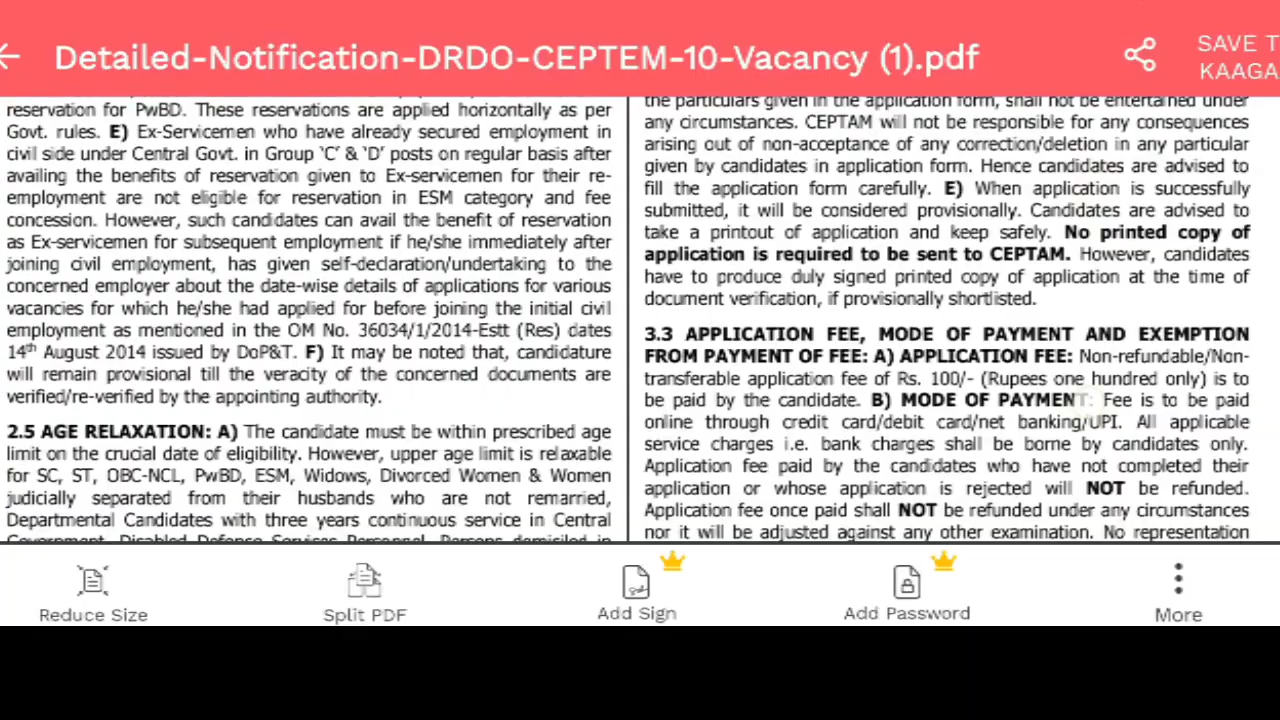 Detailed-Notification-DRDO-CEPTEM-10-Vacancy (1).pdf
SAVE T
KAAGA
reservation for PwBD. These reservations are applied horizontally as per
Govt. rules. E) Ex-Servicemen who have already secured employment in
civil side under Central Govt. in Group ‘C’ & ‘D’ posts on regular basis after
availing the benefits of reservation given to Ex-servicemen for their re-
employment are not eligible for reservation in ESM category and fee
concession. However, such candidates can avail the benefit of reservation
as Ex-servicemen for subsequent employment if he/she immediately after
joining civil employment, has given self-declaration/undertaking to the
concerned employer about the date-wise details of applications for various
vacancies for which he/she had applied for before joining the initial civil
employment as mentioned in the OM No. 36034/1/2014-Estt (Res) dates
14th August 2014 issued by DoP&T. F) It may be noted that, candidature
will remain provisional till the veracity of the concerned documents are
verified/re-verified by the appointing authority.
2.5 AGE RELAXATION: A) The candidate must be within prescribed age
limit on the crucial date of eligibility. However, upper age limit is relaxable
for SC, ST, OBC-NCL, PwBD, ESM, Widows, Divorced Women & Women
judicially separated from their husbands who are not remarried,
Departmental Candidates with three years continuous service in Central
Government, Disabled Defense Services Personnel, Persons domiciled in
the particulars given in the application form, shall not be entertained under
any circumstances. CEPTAM will not be responsible for any consequences
arising out of non-acceptance of any correction/deletion in any particular
given by candidates in application form. Hence candidates are advised to
fill the application form carefully. E) When application is successfully
submitted, it will be considered provisionally. Candidates are advised to
take a printout of application and keep safely. No printed copy of
application is required to be sent to CEPTAM. However, candidates
have to produce duly signed printed copy of application at the time of
document verification, if provisionally shortlisted.
3.3 APPLICATION FEE, MODE OF PAYMENT AND EXEMPTION
FROM PAYMENT OF FEE: A) APPLICATION FEE: Non-refundable/Non-
transferable application fee of Rs. 100/- (Rupees one hundred only) is to
be paid by the candidate. B) MODE OF PAYMENT: Fee is to be paid
online through credit card/debit card/net banking/UPI. All applicable
service charges i.e. bank charges shall be borne by candidates only.
Application fee paid by the candidates who have not completed their
application or whose application is rejected will NOT be refunded.
Application fee once paid shall NOT be refunded under any circumstances
nor it will be adjusted against any other examination. No representation
Reduce Size
Split PDF
Add Sign
Add Password
More